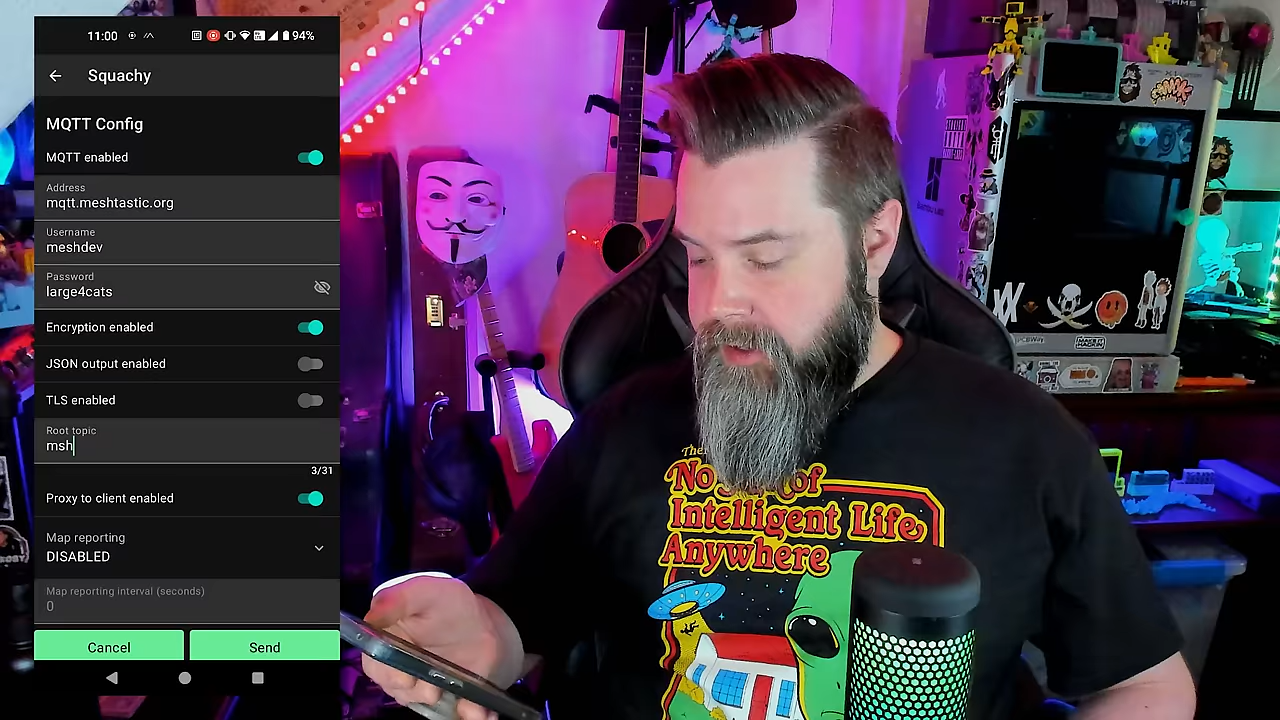 11:00
94%
Squachy
MQTT Config
MQTT enabled
Address
mqtt.meshtastic.org
Username
meshdev
Password
large4cats
Encryption enabled
JSON output enabled
TLS enabled
Root topic
msh
3/31
Proxy to client enabled
Map reporting
DISABLED
Map reporting interval (seconds)
0
Cancel
Send
No
of
Intelligent Life
Anywhere
PCBWay